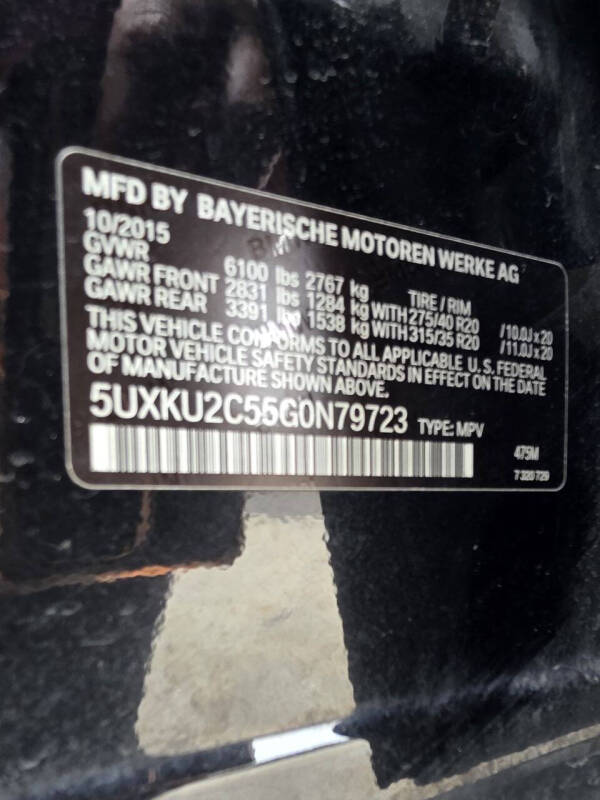 MFD BY BAYERISCHE MOTOREN WERKE AG
10/2015
GVWR 6100 lbs 2767 kg TIRE / RIM
GAWR FRONT 2831 lbs 1284 kg WITH 275/40 R20 /10.0J x 20
GAWR REAR 3391 lbs 1538 kg WITH 315/35 R20 /11.0J x 20
THIS VEHICLE CONFORMS TO ALL APPLICABLE U. S. FEDERAL
MOTOR VEHICLE SAFETY STANDARDS IN EFFECT ON THE DATE
OF MANUFACTURE SHOWN ABOVE.
5UXKU2C55G0N79723 TYPE: MPV
475M
7 320 729